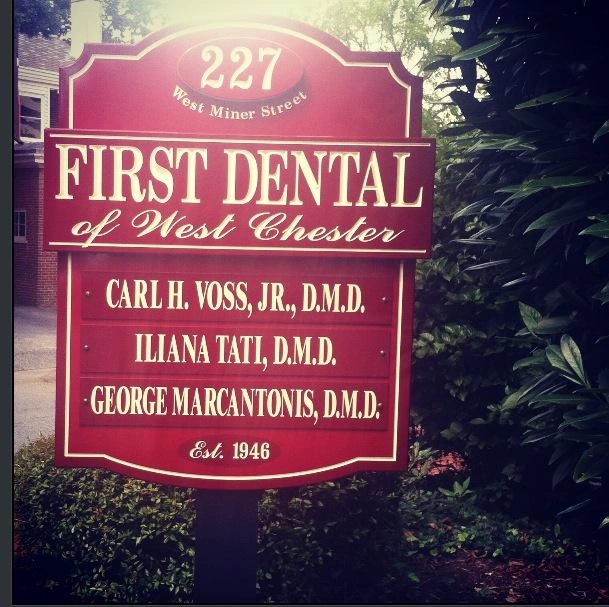 227
West Miner Street
FIRST DENTAL
of West Chester
CARL H. VOSS, JR., D.M.D.
ILIANA TATI, D.M.D.
GEORGE MARCANTONIS, D.M.D.
Est. 1946